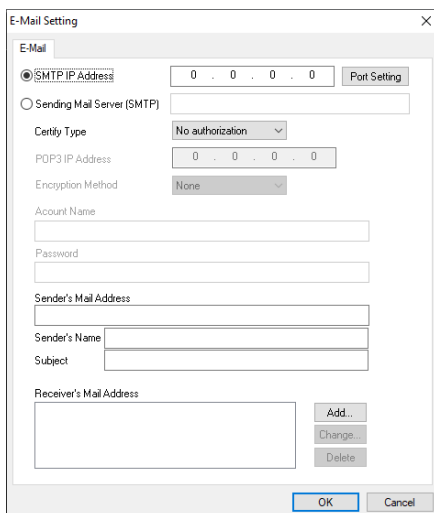 E-Mail Setting
E-Mail
SMTP IP Address 0 . 0 . 0 . 0 Port Setting
Sending Mail Server (SMTP)
Certify Type No authorization
POP3 IP Address 0 . 0 . 0 . 0
Encryption Method None
Acount Name
Password
Sender's Mail Address
Sender's Name
Subject
Receiver's Mail Address
Add...
Change...
Delete
OK Cancel